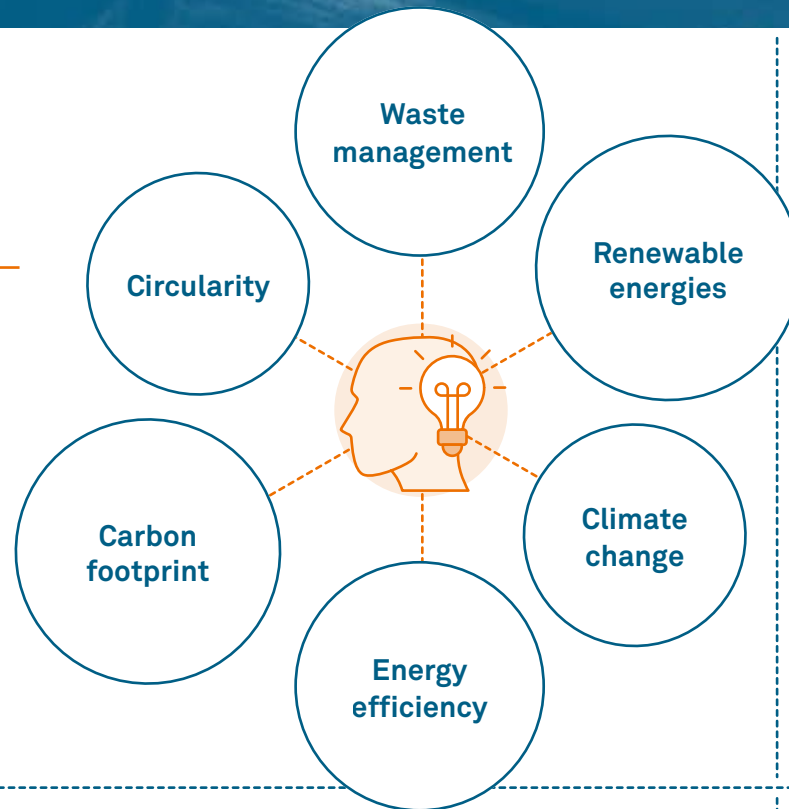 Waste
management
Renewable
energies
Circularity
Climate
change
Carbon
footprint
Energy
efficiency